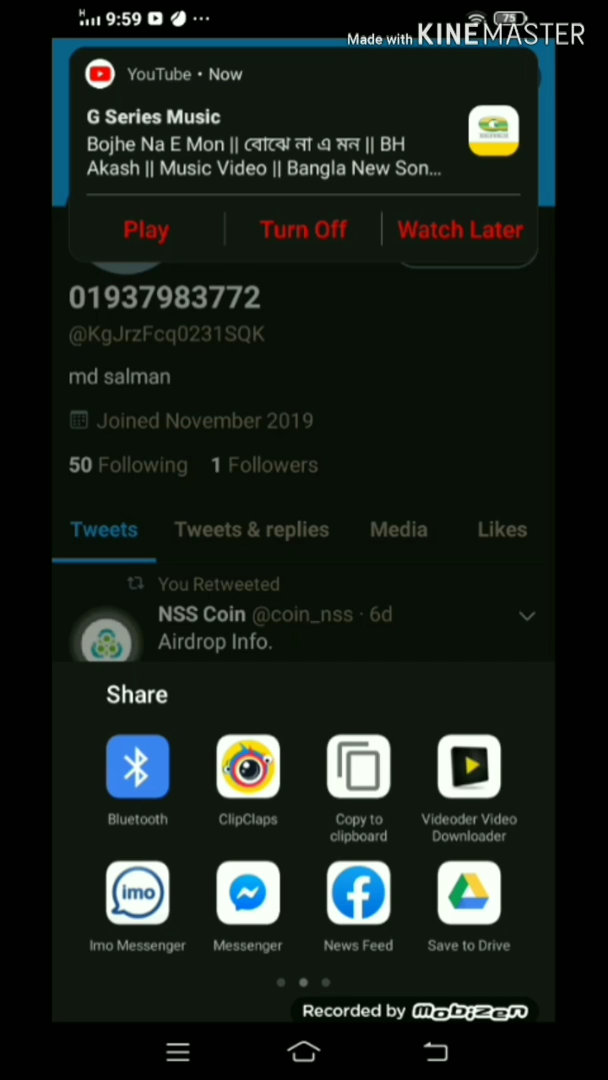 9:59
75
Made with KINEMASTER
YouTube • Now
G Series Music
Bojhe Na E Mon || বোঝে না এ মন || BH
Akash || Music Video || Bangla New Son...
Play
Turn Off
Watch Later
01937983772
@KgJrzFcq0231SQK
md salman
Joined November 2019
50 Following 1 Followers
Tweets
Tweets & replies
Media
Likes
You Retweeted
NSS Coin @coin_nss · 6d
Airdrop Info.
Share
Bluetooth
ClipClaps
Copy to
clipboard
Videoder Video
Downloader
imo
Imo Messenger
Messenger
News Feed
Save to Drive
Recorded by Mobizen